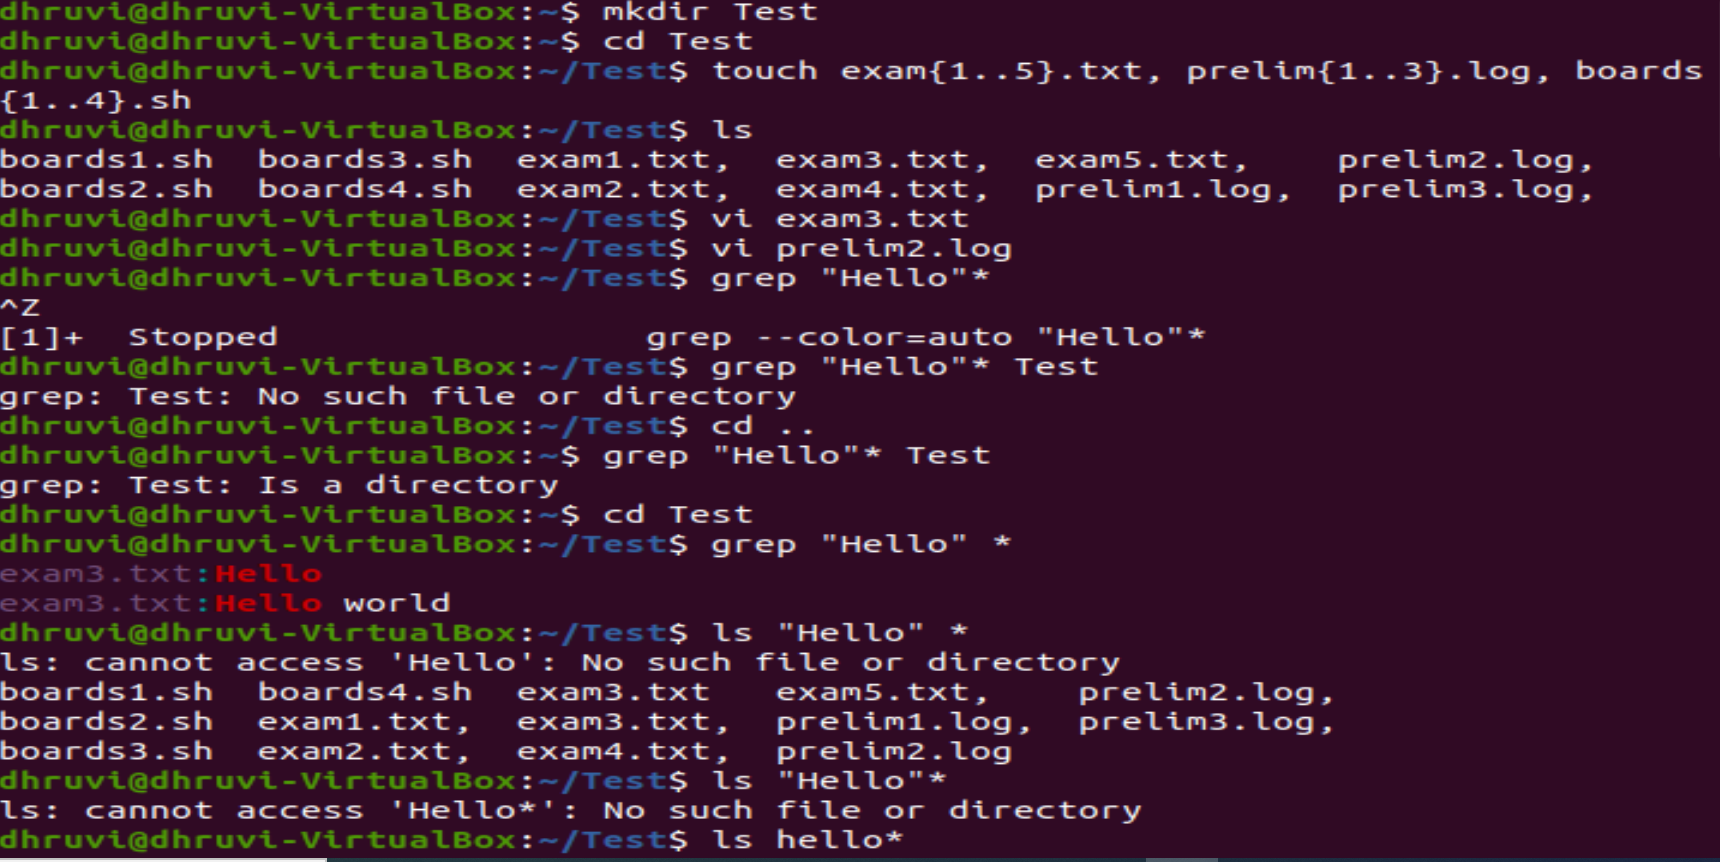 dhruvi@dhruvi-VirtualBox:~$ mkdir Test
dhruvi@dhruvi-VirtualBox:~$ cd Test
dhruvi@dhruvi-VirtualBox:~/Test$ touch exam{1..5}.txt, prelim{1..3}.log, boards
{1..4}.sh
dhruvi@dhruvi-VirtualBox:~/Test$ ls
boards1.sh  boards3.sh  exam1.txt,  exam3.txt,  exam5.txt,    prelim2.log,
boards2.sh  boards4.sh  exam2.txt,  exam4.txt,  prelim1.log,  prelim3.log,
dhruvi@dhruvi-VirtualBox:~/Test$ vi exam3.txt
dhruvi@dhruvi-VirtualBox:~/Test$ vi prelim2.log
dhruvi@dhruvi-VirtualBox:~/Test$ grep "Hello"*
^Z
[1]+  Stopped                 grep --color=auto "Hello"*
dhruvi@dhruvi-VirtualBox:~/Test$ grep "Hello"* Test
grep: Test: No such file or directory
dhruvi@dhruvi-VirtualBox:~/Test$ cd ..
dhruvi@dhruvi-VirtualBox:~$ grep "Hello"* Test
grep: Test: Is a directory
dhruvi@dhruvi-VirtualBox:~$ cd Test
dhruvi@dhruvi-VirtualBox:~/Test$ grep "Hello" *
exam3.txt:Hello
exam3.txt:Hello world
dhruvi@dhruvi-VirtualBox:~/Test$ ls "Hello" *
ls: cannot access 'Hello': No such file or directory
boards1.sh  boards4.sh  exam3.txt   exam5.txt,    prelim2.log,
boards2.sh  exam1.txt,  exam3.txt,  prelim1.log,  prelim3.log,
boards3.sh  exam2.txt,  exam4.txt,  prelim2.log
dhruvi@dhruvi-VirtualBox:~/Test$ ls "Hello"*
ls: cannot access 'Hello*': No such file or directory
dhruvi@dhruvi-VirtualBox:~/Test$ ls hello*